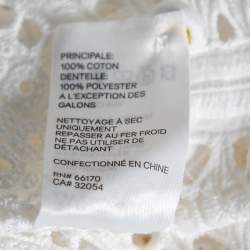 PRINCIPALE:
100% COTON
DENTELLE:
100% POLYESTER
A L'EXCEPTION DES
GALONS
NETTOYAGE À SEC
UNIQUEMENT
REPASSER AU FER FROID
NE PAS UTILISER DE
DÉTACHANT
CONFECTIONNÉ EN CHINE
RN# 66170
CA# 32054